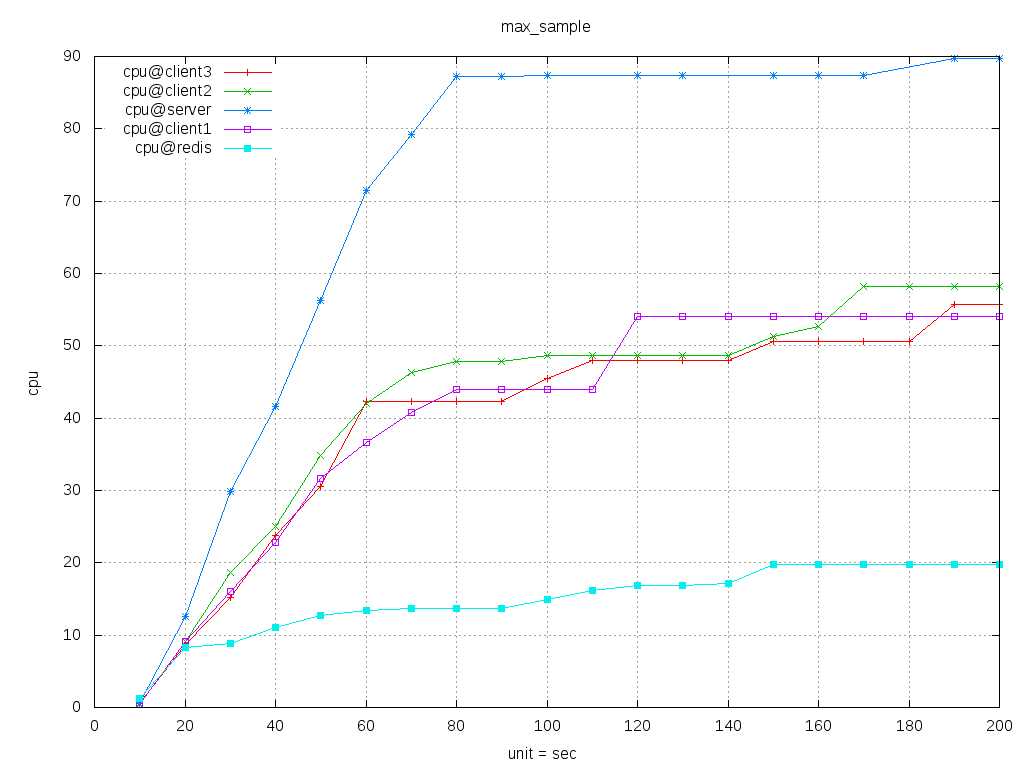 max_sample
cpu@client3
cpu@client2
cpu@server
cpu@client1
cpu@redis
90
80
70
60
50
40
30
20
10
0
cpu
0 20 40 60 80 100 120 140 160 180 200
unit = sec